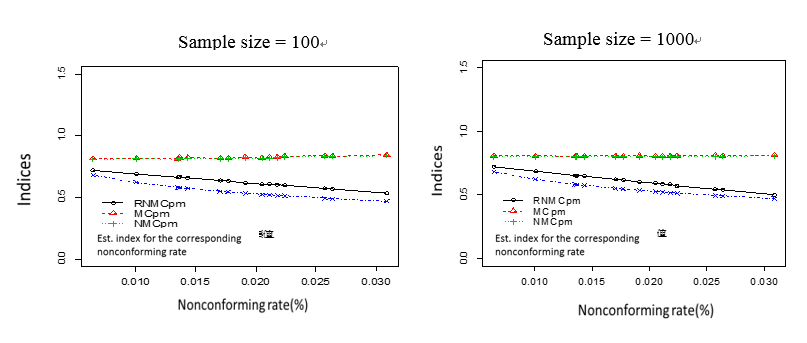 Sample size = 100↵
1.5
1.0
0.5
0.0
Indices
RNMCpm
MCpm
NMCpm
Est. index for the corresponding
nonconforming rate
值
0.010
0.015
0.020
0.025
0.030
Nonconforming rate(%)
Sample size = 1000↵
1.5
1.0
0.5
0.0
Indices
RNMCpm
MCpm
NMCpm
Est. index for the corresponding
nonconforming rate
值
0.010
0.015
0.020
0.025
0.030
Nonconforming rate(%)